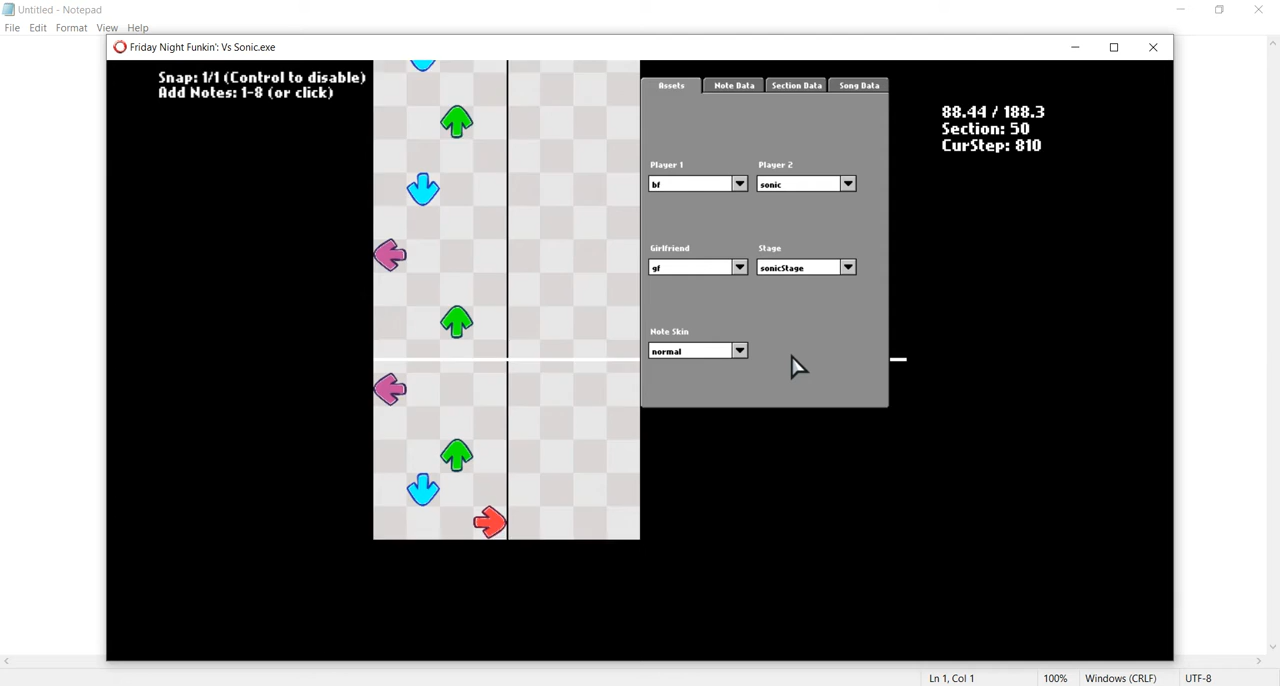 Untitled - Notepad
File Edit Format View Help
Friday Night Funkin': Vs Sonic.exe
Snap: 1/1 (Control to disable)
Add Notes: 1-8 (or click)
Assets Note Data Section Data Song Data
88.44 / 188.3
Section: 50
CurStep: 810
Player 1 Player 2
bf sonic
Girlfriend Stage
gf sonicStage
Note Skin
normal
Ln 1, Col 1 100% Windows (CRLF) UTF-8